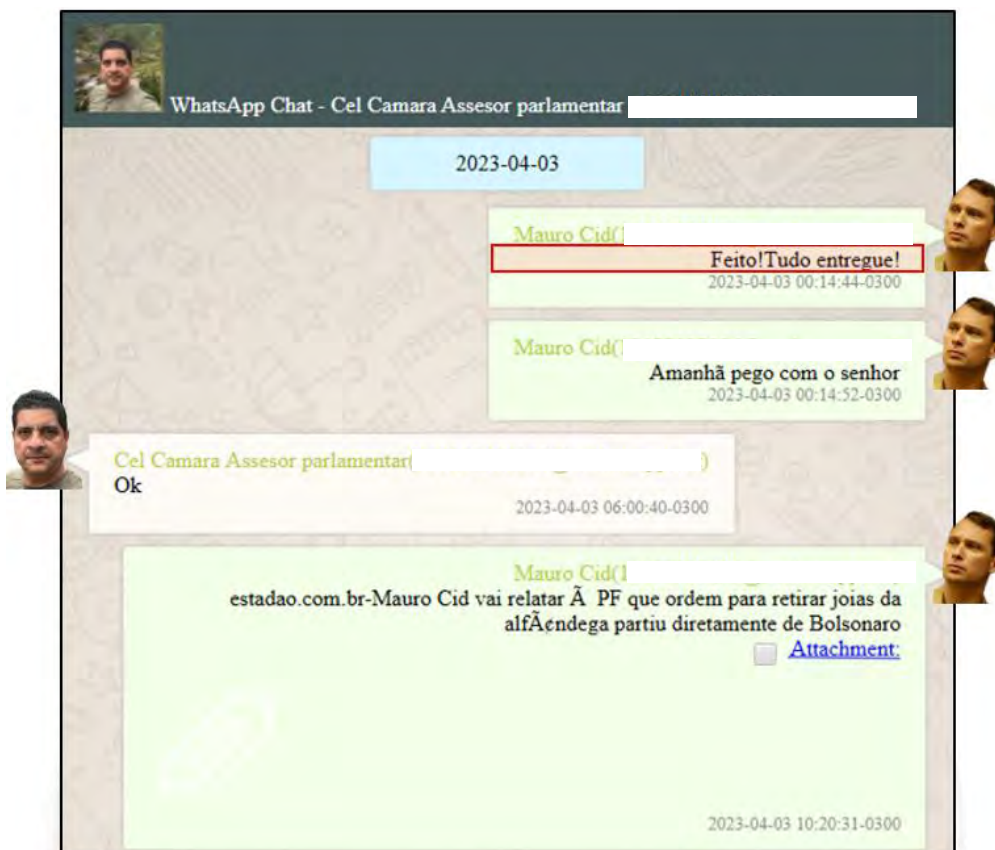 WhatsApp Chat - Cel Camara Assesor parlamentar
2023-04-03
Mauro Cid(1
Feito!Tudo entregue!
2023-04-03 00:14:44-0300
Mauro Cid(1
Amanhã pego com o senhor
2023-04-03 00:14:52-0300
Cel Camara Assesor parlamentar( )
Ok
2023-04-03 06:00:40-0300
Mauro Cid(1
estadao.com.br-Mauro Cid vai relatar Ã PF que ordem para retirar joias da
alfÃ¢ndega partiu diretamente de Bolsonaro
Attachment:
2023-04-03 10:20:31-0300